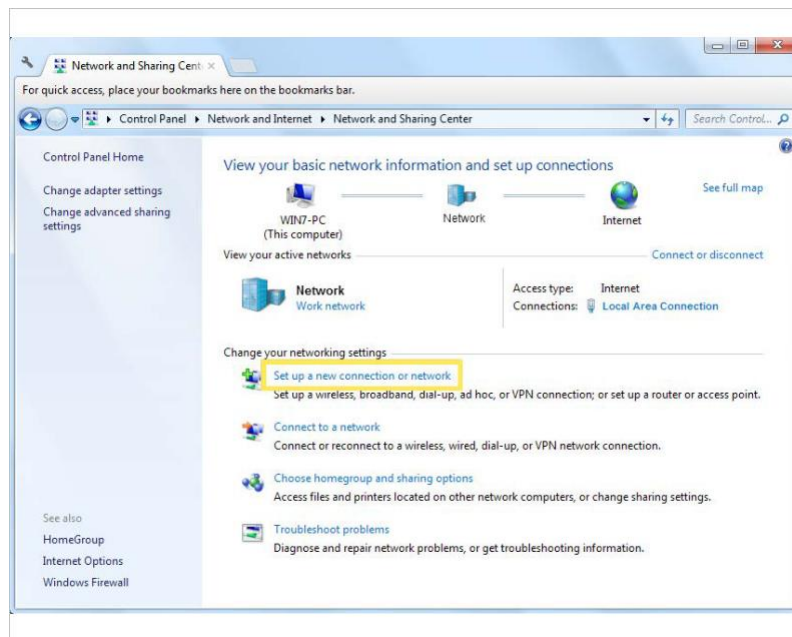 Network and Sharing Cent
For quick access, place your bookmarks here on the bookmarks bar.
Control Panel Network and Internet Network and Sharing Center
Search Control...
Control Panel Home
Change adapter settings
Change advanced sharing
settings
See also
HomeGroup
Internet Options
Windows Firewall
View your basic network information and set up connections
See full map
WIN7-PC
(This computer)
Network
Internet
View your active networks
Connect or disconnect
Network
Work network
Access type: Internet
Connections: Local Area Connection
Change your networking settings
Set up a new connection or network
Set up a wireless, broadband, dial-up, ad hoc, or VPN connection; or set up a router or access point.
Connect to a network
Connect or reconnect to a wireless, wired, dial-up, or VPN network connection.
Choose homegroup and sharing options
Access files and printers located on other network computers, or change sharing settings.
Troubleshoot problems
Diagnose and repair network problems, or get troubleshooting information.